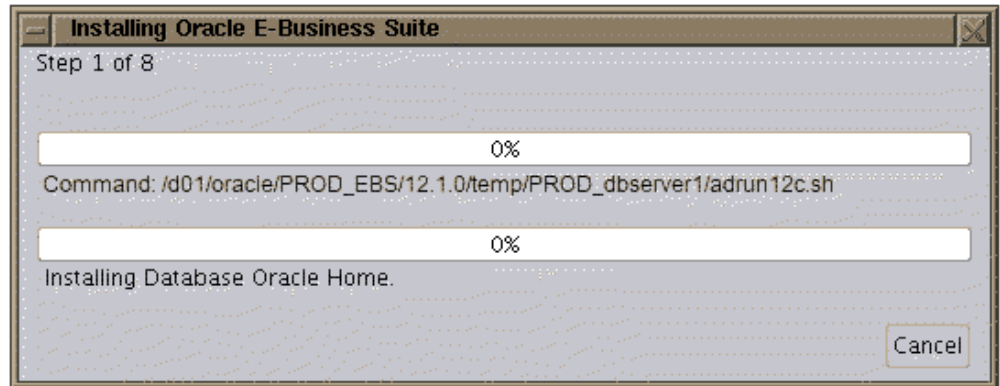 Installing Oracle E-Business Suite
Step 1 of 8
0%
Command: /d01/oracle/PROD_EBS/12.1.0/temp/PROD_dbserver1/adrun12c.sh
0%
Installing Database Oracle Home.
Cancel